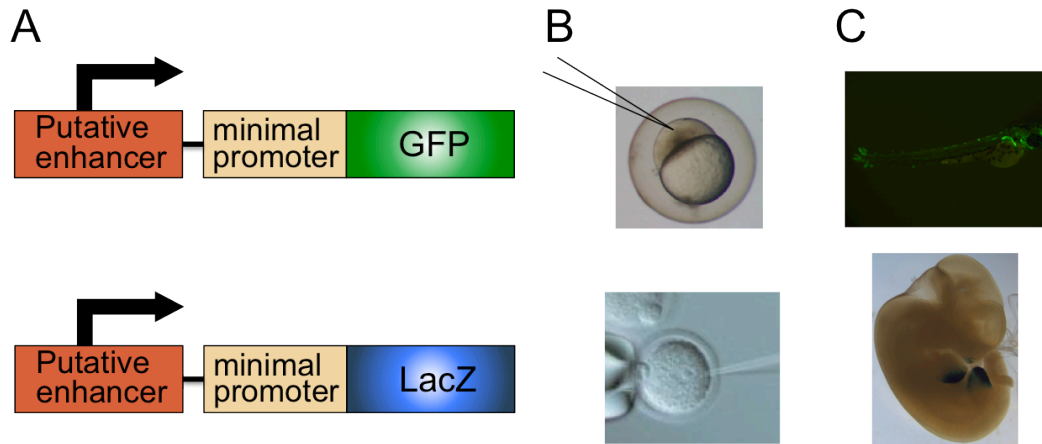 A
B
C
Putative
enhancer
minimal
promoter
GFP
Putative
enhancer
minimal
promoter
LacZ